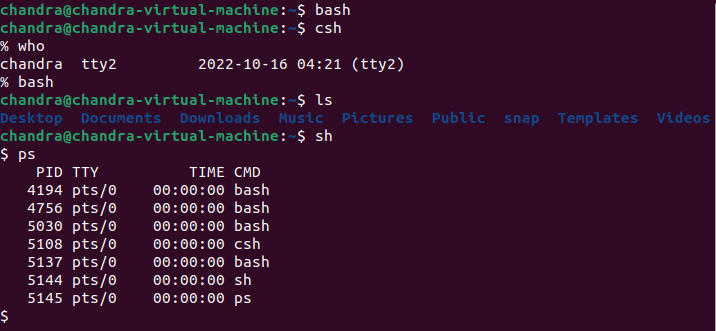 chandra@chandra-virtual-machine:~$ bash
chandra@chandra-virtual-machine:~$ csh
% who
chandra  tty2         2022-10-16 04:21 (tty2)
% bash
chandra@chandra-virtual-machine:~$ ls
Desktop  Documents  Downloads  Music  Pictures  Public  snap  Templates  Videos
chandra@chandra-virtual-machine:~$ sh
$ ps
    PID TTY          TIME CMD
   4194 pts/0    00:00:00 bash
   4756 pts/0    00:00:00 bash
   5030 pts/0    00:00:00 bash
   5108 pts/0    00:00:00 csh
   5137 pts/0    00:00:00 bash
   5144 pts/0    00:00:00 sh
   5145 pts/0    00:00:00 ps
$